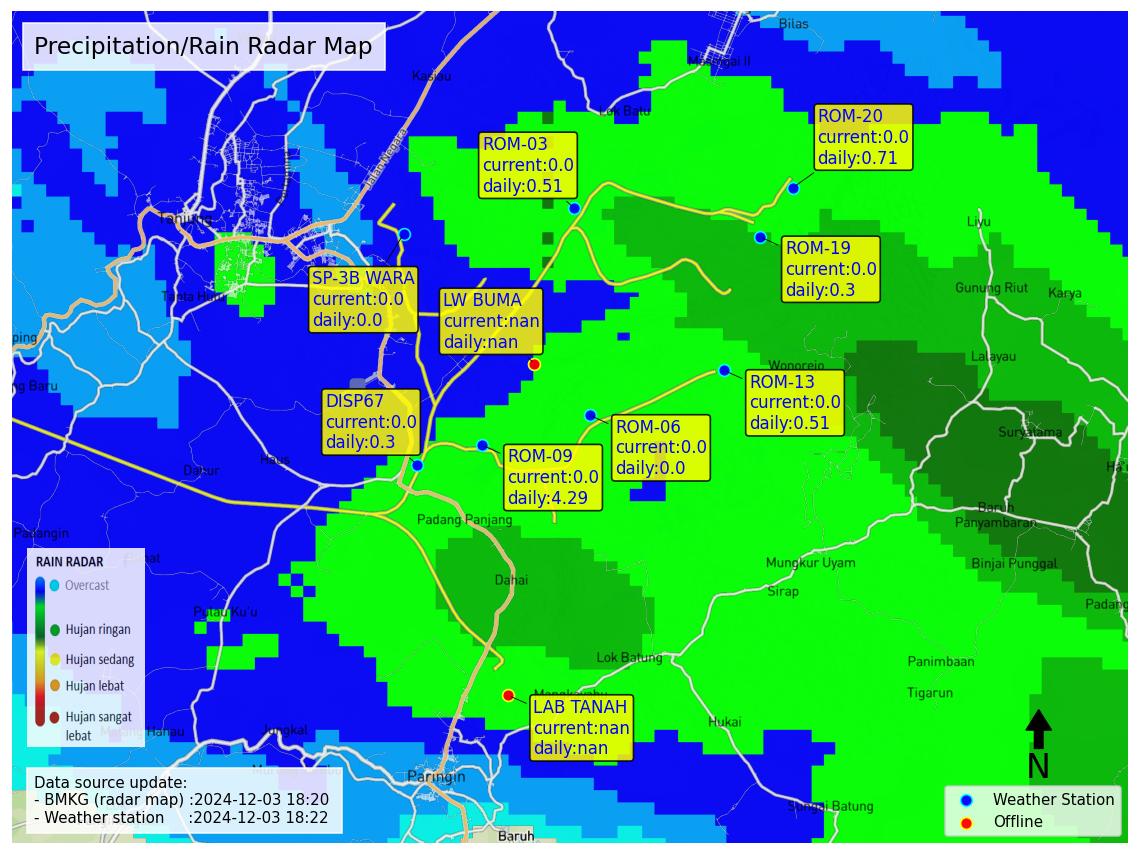 Precipitation/Rain Radar Map
Bilas
Kasiau
Lok Batu
Jalan Negara
ROM-20
current:0.0
daily:0.71
ROM-03
current:0.0
daily:0.51
Tanjung
Liyu
ROM-19
current:0.0
daily:0.3
SP-3B WARA
current:0.0
daily:0.0
LW BUMA
current:nan
daily:nan
Gunung Riut
Karya
ping
Lalayau
Wonorejo
ng Baru
ROM-13
current:0.0
daily:0.51
DISP67
current:0.0
daily:0.3
ROM-06
current:0.0
daily:0.0
Suryatama
ROM-09
current:0.0
daily:4.29
Haus
Dahur
Baruh
Panyambaran
Padang Panjang
Padangin
Mungkur Uyam
Binjai Punggal
RAIN RADAR
Overcast
Hujan ringan
Hujan sedang
Hujan lebat
Hujan sangat
lebat
Dahai
Sirap
Padang
Pulau Ku'u
Lok Batung
Panimbaan
Tigarun
LAB TANAH
current:nan
daily:nan
Hukai
Jungkal
N
Paringin
Data source update:
- BMKG (radar map) :2024-12-03 18:20
- Weather station :2024-12-03 18:22
Sungai Batung
Baruh
Weather Station
Offline